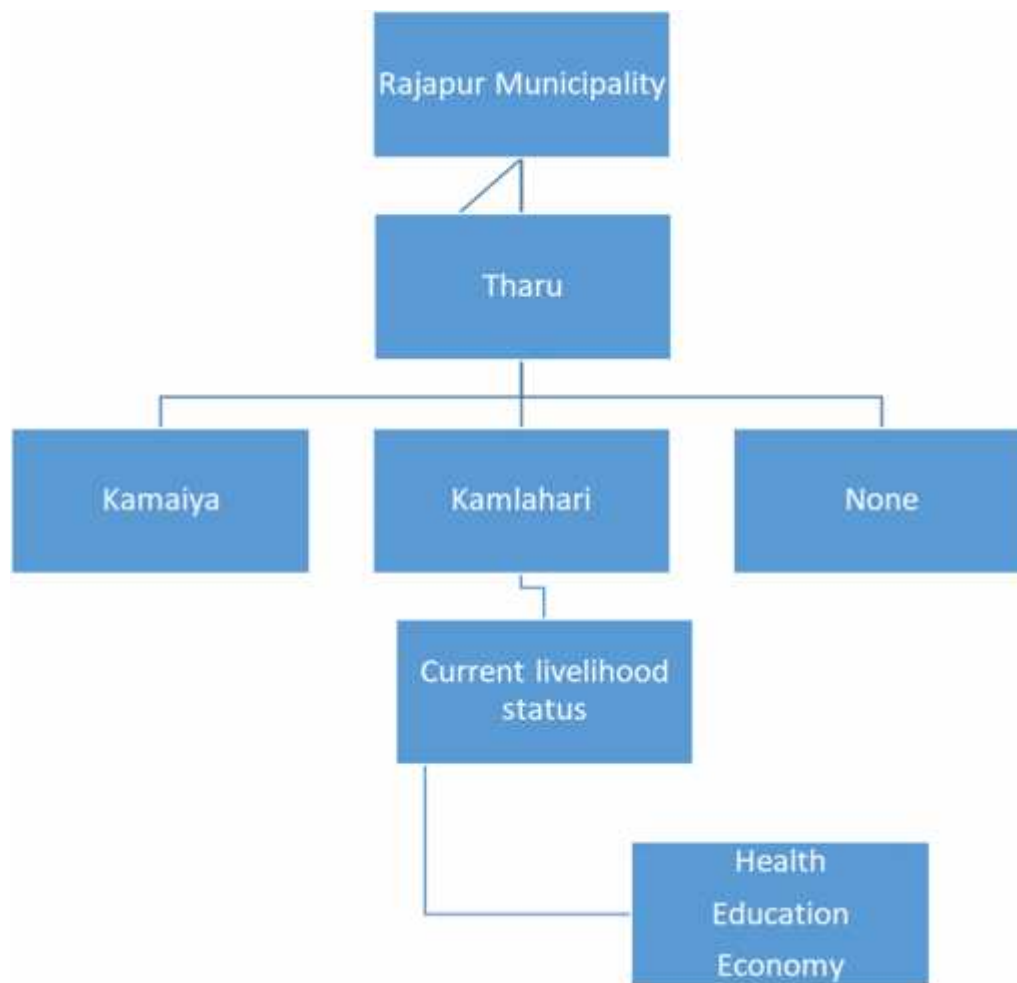 Rajapur Municipality
Tharu
Kamaiya
Kamlahari
None
Current livelihood
status
Health
Education
Economy